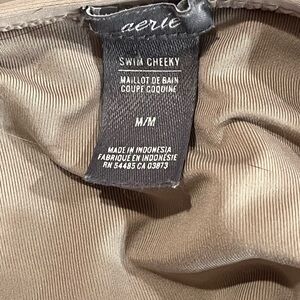 aerie
SWIM CHEEKY
MAILLOT DE BAIN
COUPE COQUINE
M/M
MADE IN INDONESIA
FABRIQUÉ EN INDONÉSIE
RN 54485 CA 03873